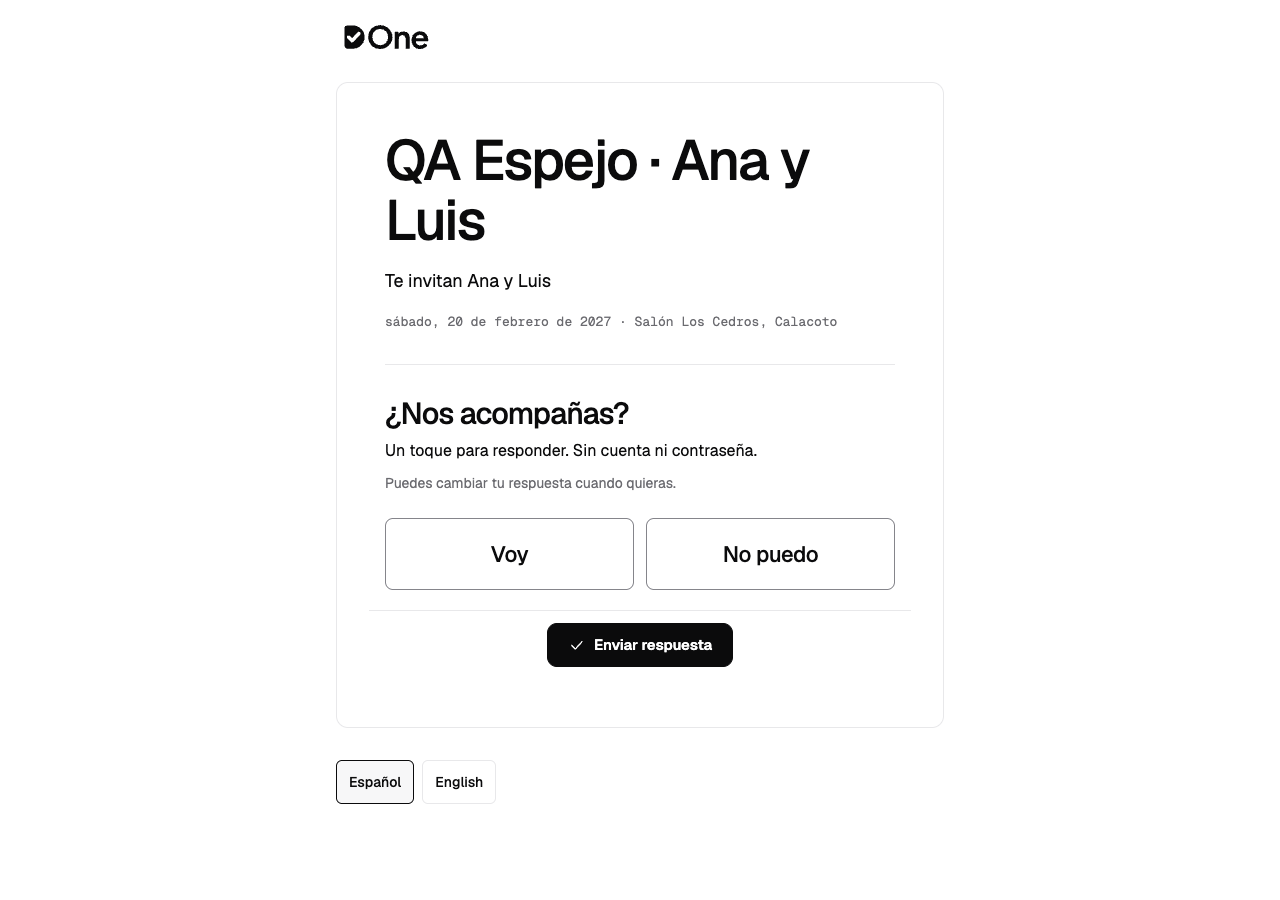 One
QA Espejo · Ana y
Luis
Te invitan Ana y Luis
sábado, 20 de febrero de 2027 · Salón Los Cedros, Calacoto
¿Nos acompañas?
Un toque para responder. Sin cuenta ni contraseña.
Puedes cambiar tu respuesta cuando quieras.
Voy
No puedo
Enviar respuesta
Español
English